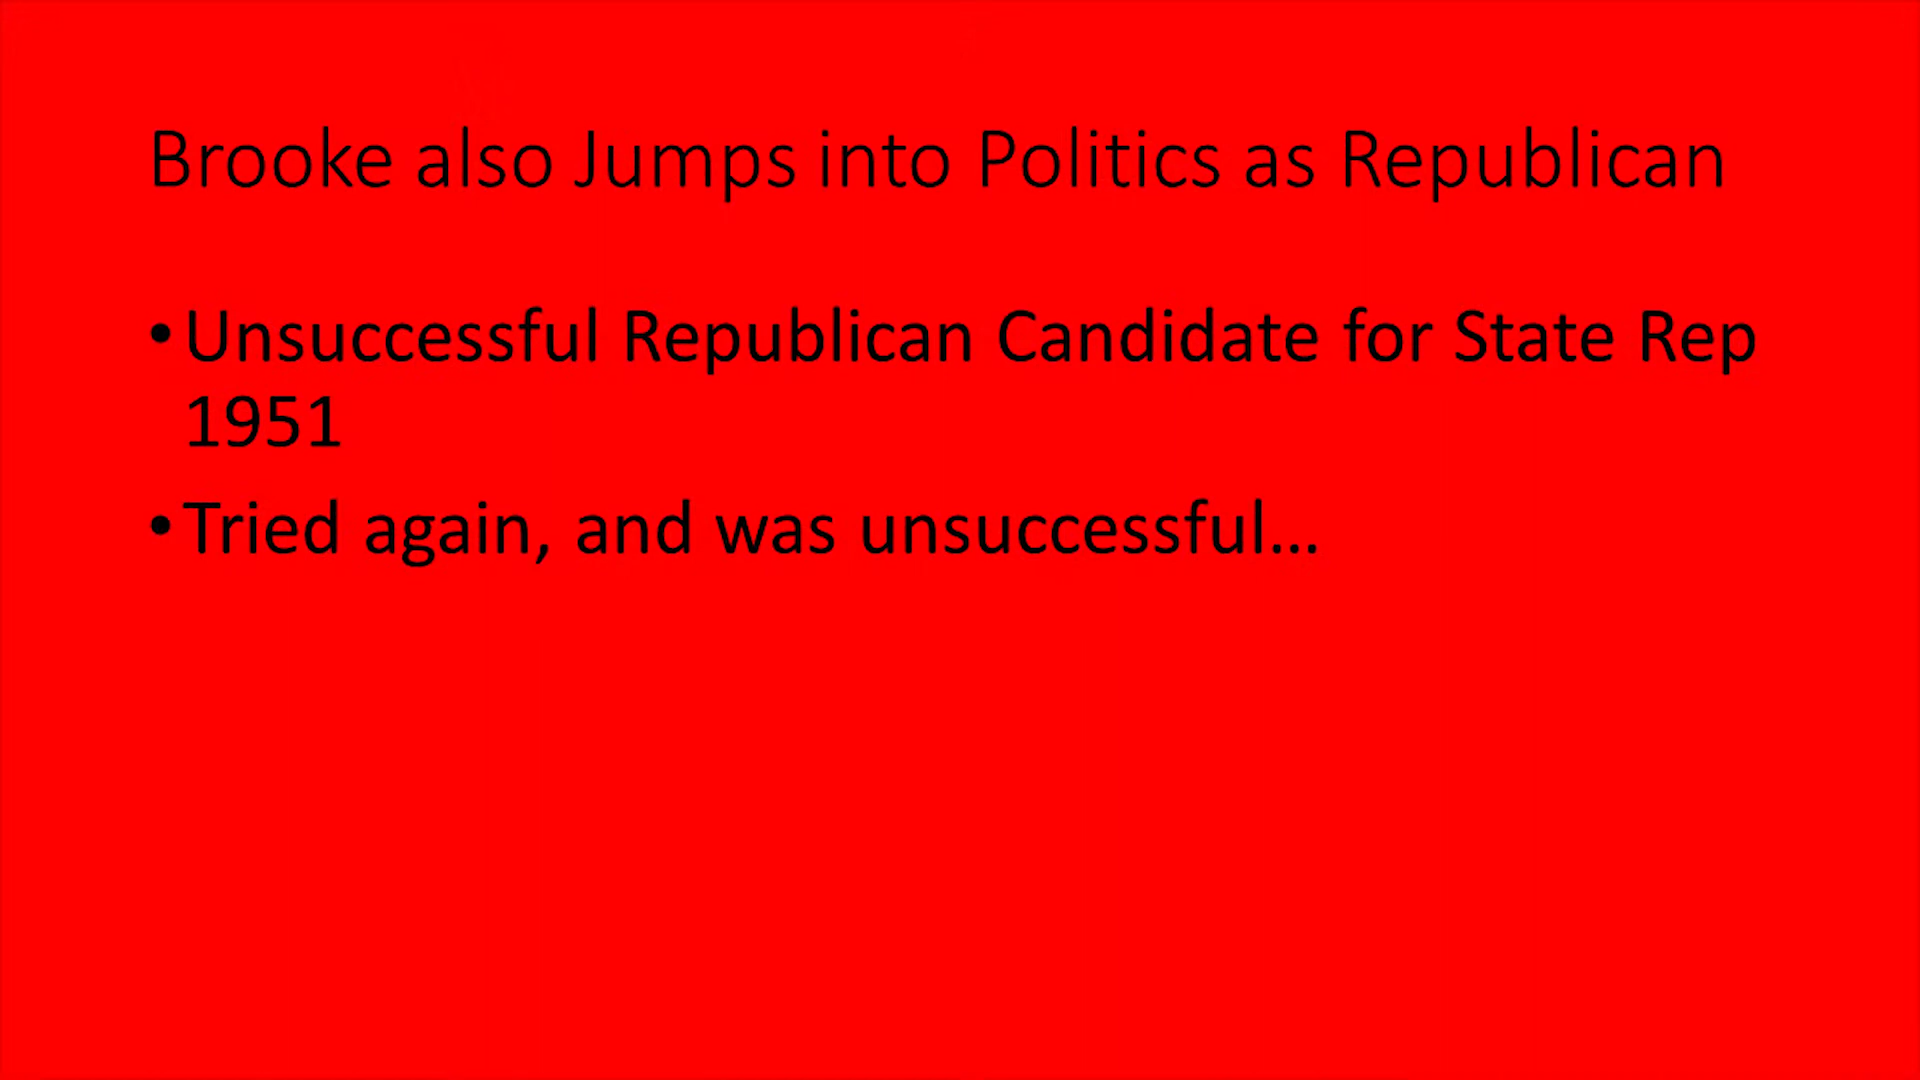 Brooke also Jumps into Politics as Republican
•Unsuccessful Republican Candidate for State Rep
1951
•Tried again, and was unsuccessful…